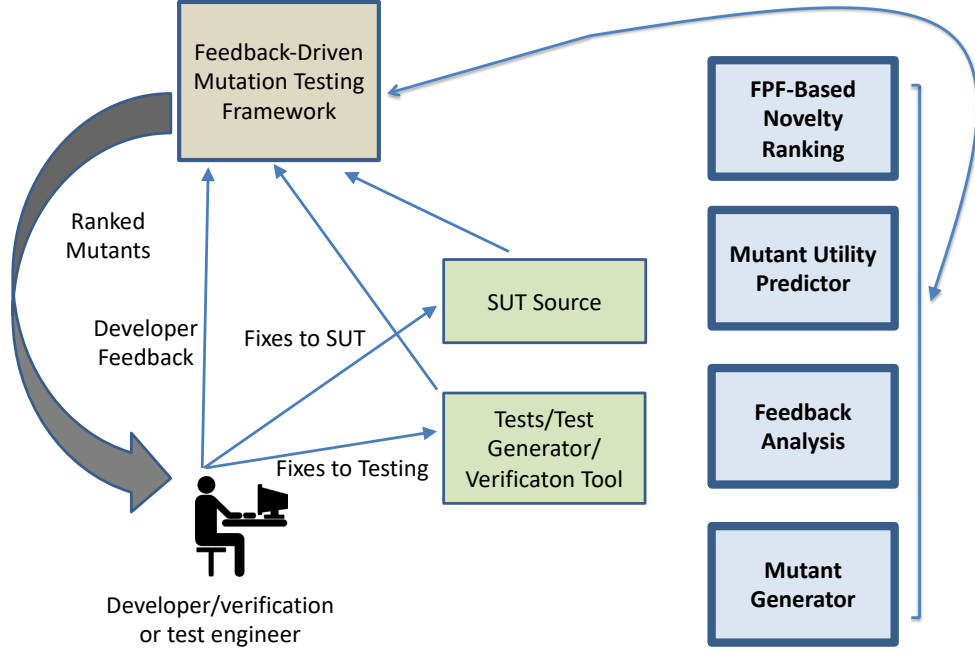 Feedback-Driven
Mutation Testing
Framework
Ranked
Mutants
Developer
Feedback
Fixes to SUT
Fixes to Testing
SUT Source
Tests/Test
Generator/
Verificaton Tool
Developer/verification
or test engineer
FPF-Based
Novelty
Ranking
Mutant Utility
Predictor
Feedback
Analysis
Mutant
Generator